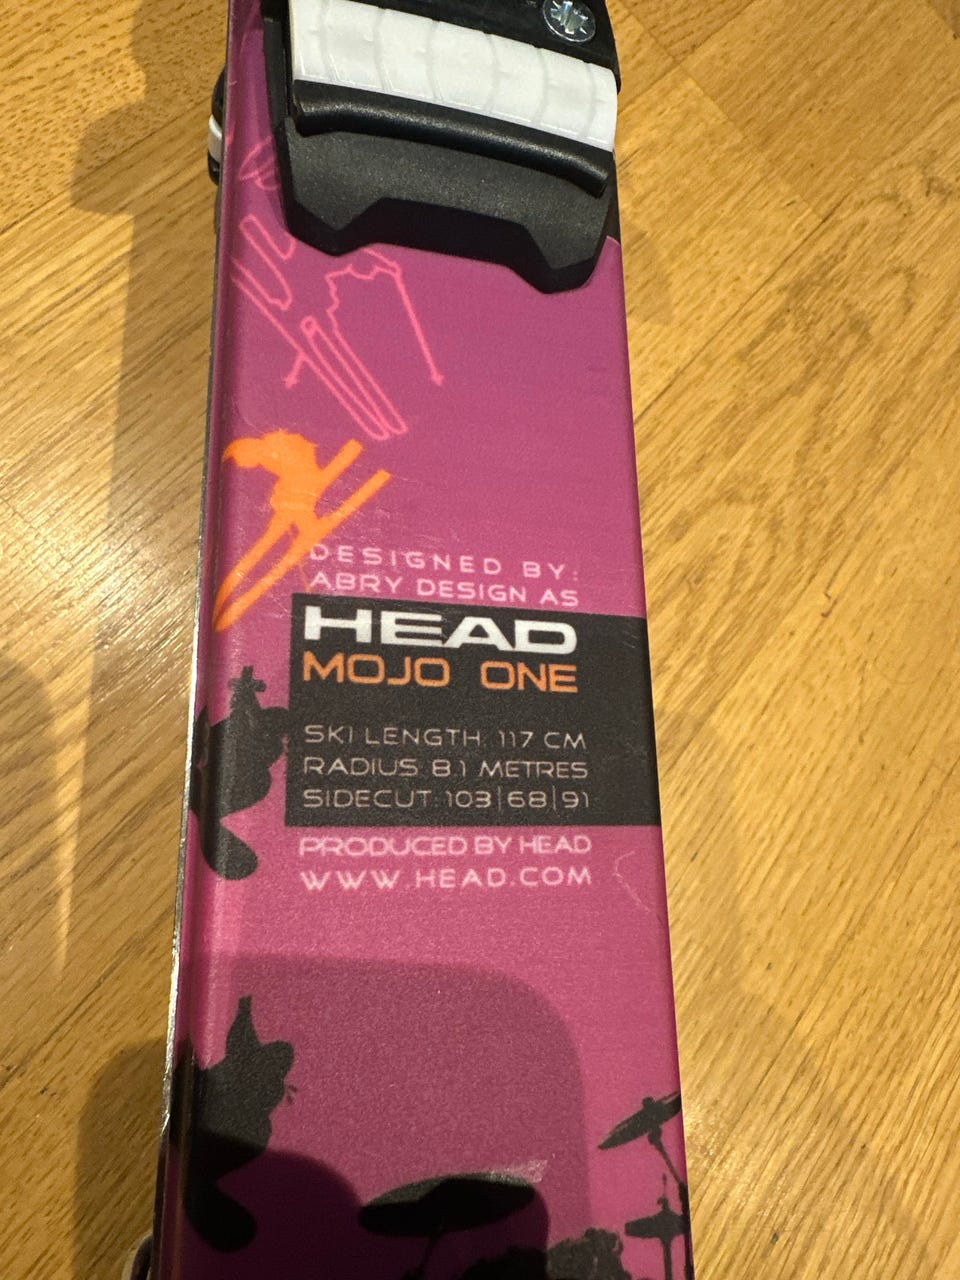 DESIGNED BY:
ABRY DESIGN AS
HEAD
MOJO ONE
SKI LENGTH: 117 CM
RADIUS: 8.1 METRES
SIDECUT: 103|68|91
PRODUCED BY HEAD
WWW.HEAD.COM